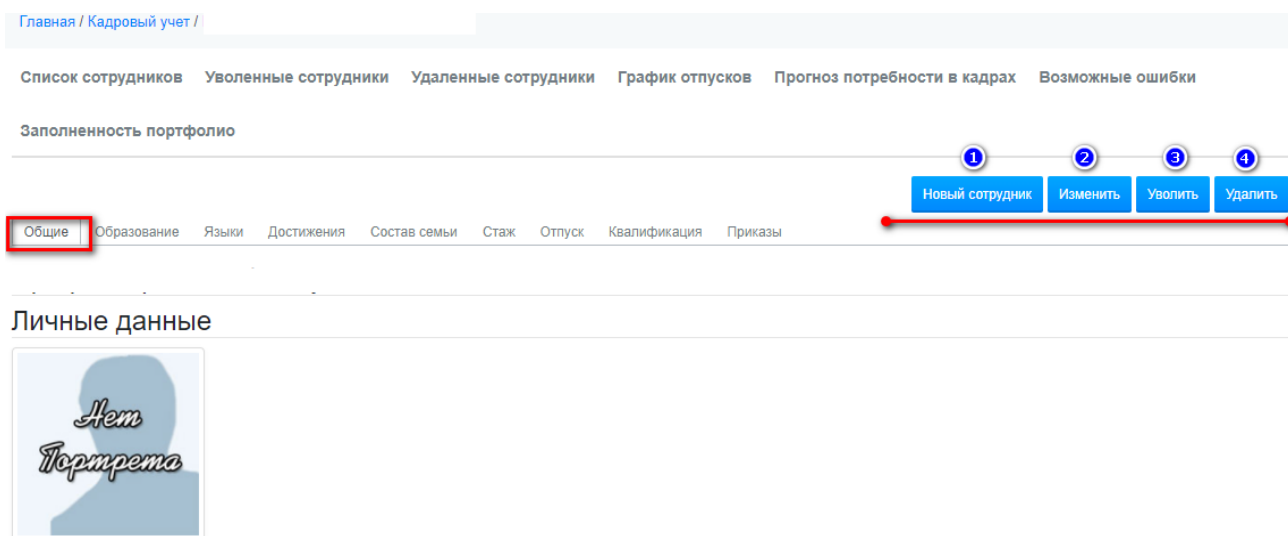 Главная / Кадровый учет /
Список сотрудников Уволенные сотрудники Удаленные сотрудники График отпусков Прогноз потребности в кадрах Возможные ошибки
Заполненность портфолио
1 2 3 4
Новый сотрудник Изменить Уволить Удалить
Общие Образование Языки Достижения Состав семьи Стаж Отпуск Квалификация Приказы
Личные данные
Нет
Портрета